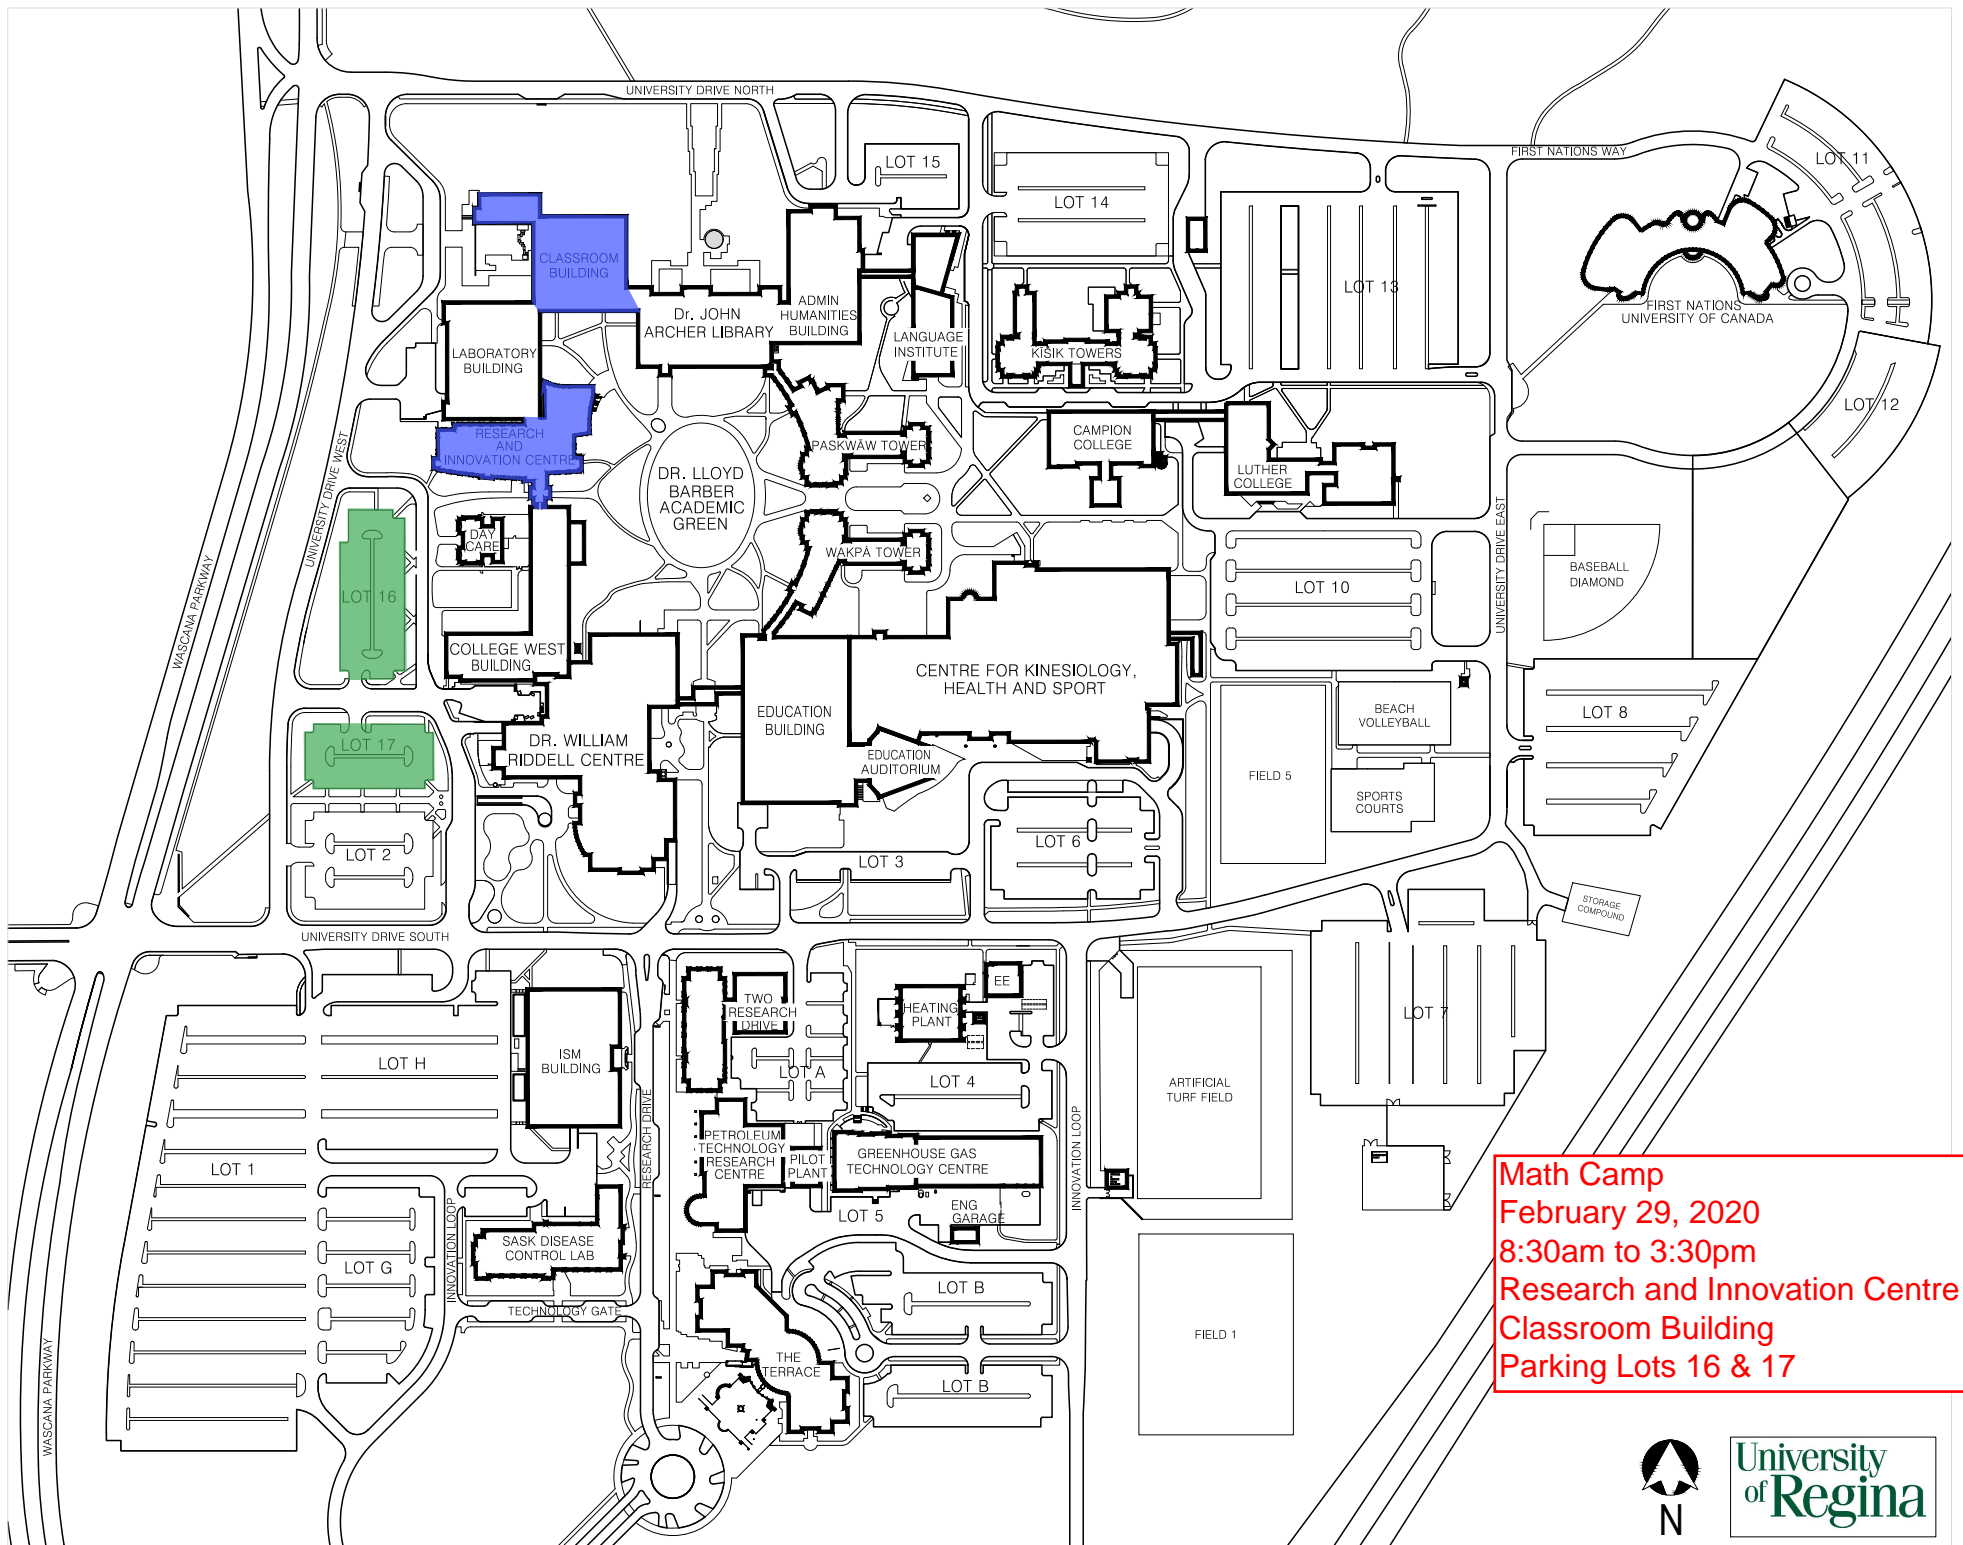 UNIVERSITY DRIVE NORTH
FIRST NATIONS WAY
LOT 11
LOT 15
LOT 14
CLASSROOM
BUILDING
LOT 13
ADMIN
HUMANITIES
BUILDING
Dr. JOHN
ARCHER LIBRARY
FIRST NATIONS
UNIVERSITY OF CANADA
LANGUAGE
INSTITUTE
KĪSIK TOWERS
LABORATORY
BUILDING
LOT 12
RESEARCH
AND
INNOVATION CENTRE
PASKWĀW TOWER
CAMPION
COLLEGE
LUTHER
COLLEGE
DR. LLOYD
BARBER
ACADEMIC
GREEN
UNIVERSITY DRIVE WEST
WASCANA PARKWAY
DAY
CARE
WAKPĀ TOWER
UNIVERSITY DRIVE EAST
BASEBALL
DIAMOND
LOT 16
LOT 10
COLLEGE WEST
BUILDING
CENTRE FOR KINESIOLOGY,
HEALTH AND SPORT
EDUCATION
BUILDING
BEACH
VOLLEYBALL
LOT 8
LOT 17
DR. WILLIAM
RIDDELL CENTRE
EDUCATION
AUDITORIUM
FIELD 5
SPORTS
COURTS
LOT 2
LOT 3
LOT 6
STORAGE
COMPOUND
UNIVERSITY DRIVE SOUTH
TWO
RESEARCH
DRIVE
EE
HEATING
PLANT
LOT 7
LOT H
ISM
BUILDING
LOT A
LOT 4
ARTIFICIAL
TURF FIELD
RESEARCH DRIVE
INNOVATION LOOP
PETROLEUM
TECHNOLOGY
RESEARCH
CENTRE
PILOT
PLANT
GREENHOUSE GAS
TECHNOLOGY CENTRE
LOT 1
LOT 5
ENG
GARAGE
INNOVATION LOOP
SASK DISEASE
CONTROL LAB
LOT G
TECHNOLOGY GATE
LOT B
FIELD 1
THE
TERRACE
LOT B
WASCANA PARKWAY
Math Camp
February 29, 2020
8:30am to 3:30pm
Research and Innovation Centre
Classroom Building
Parking Lots 16 & 17
N
University
of Regina